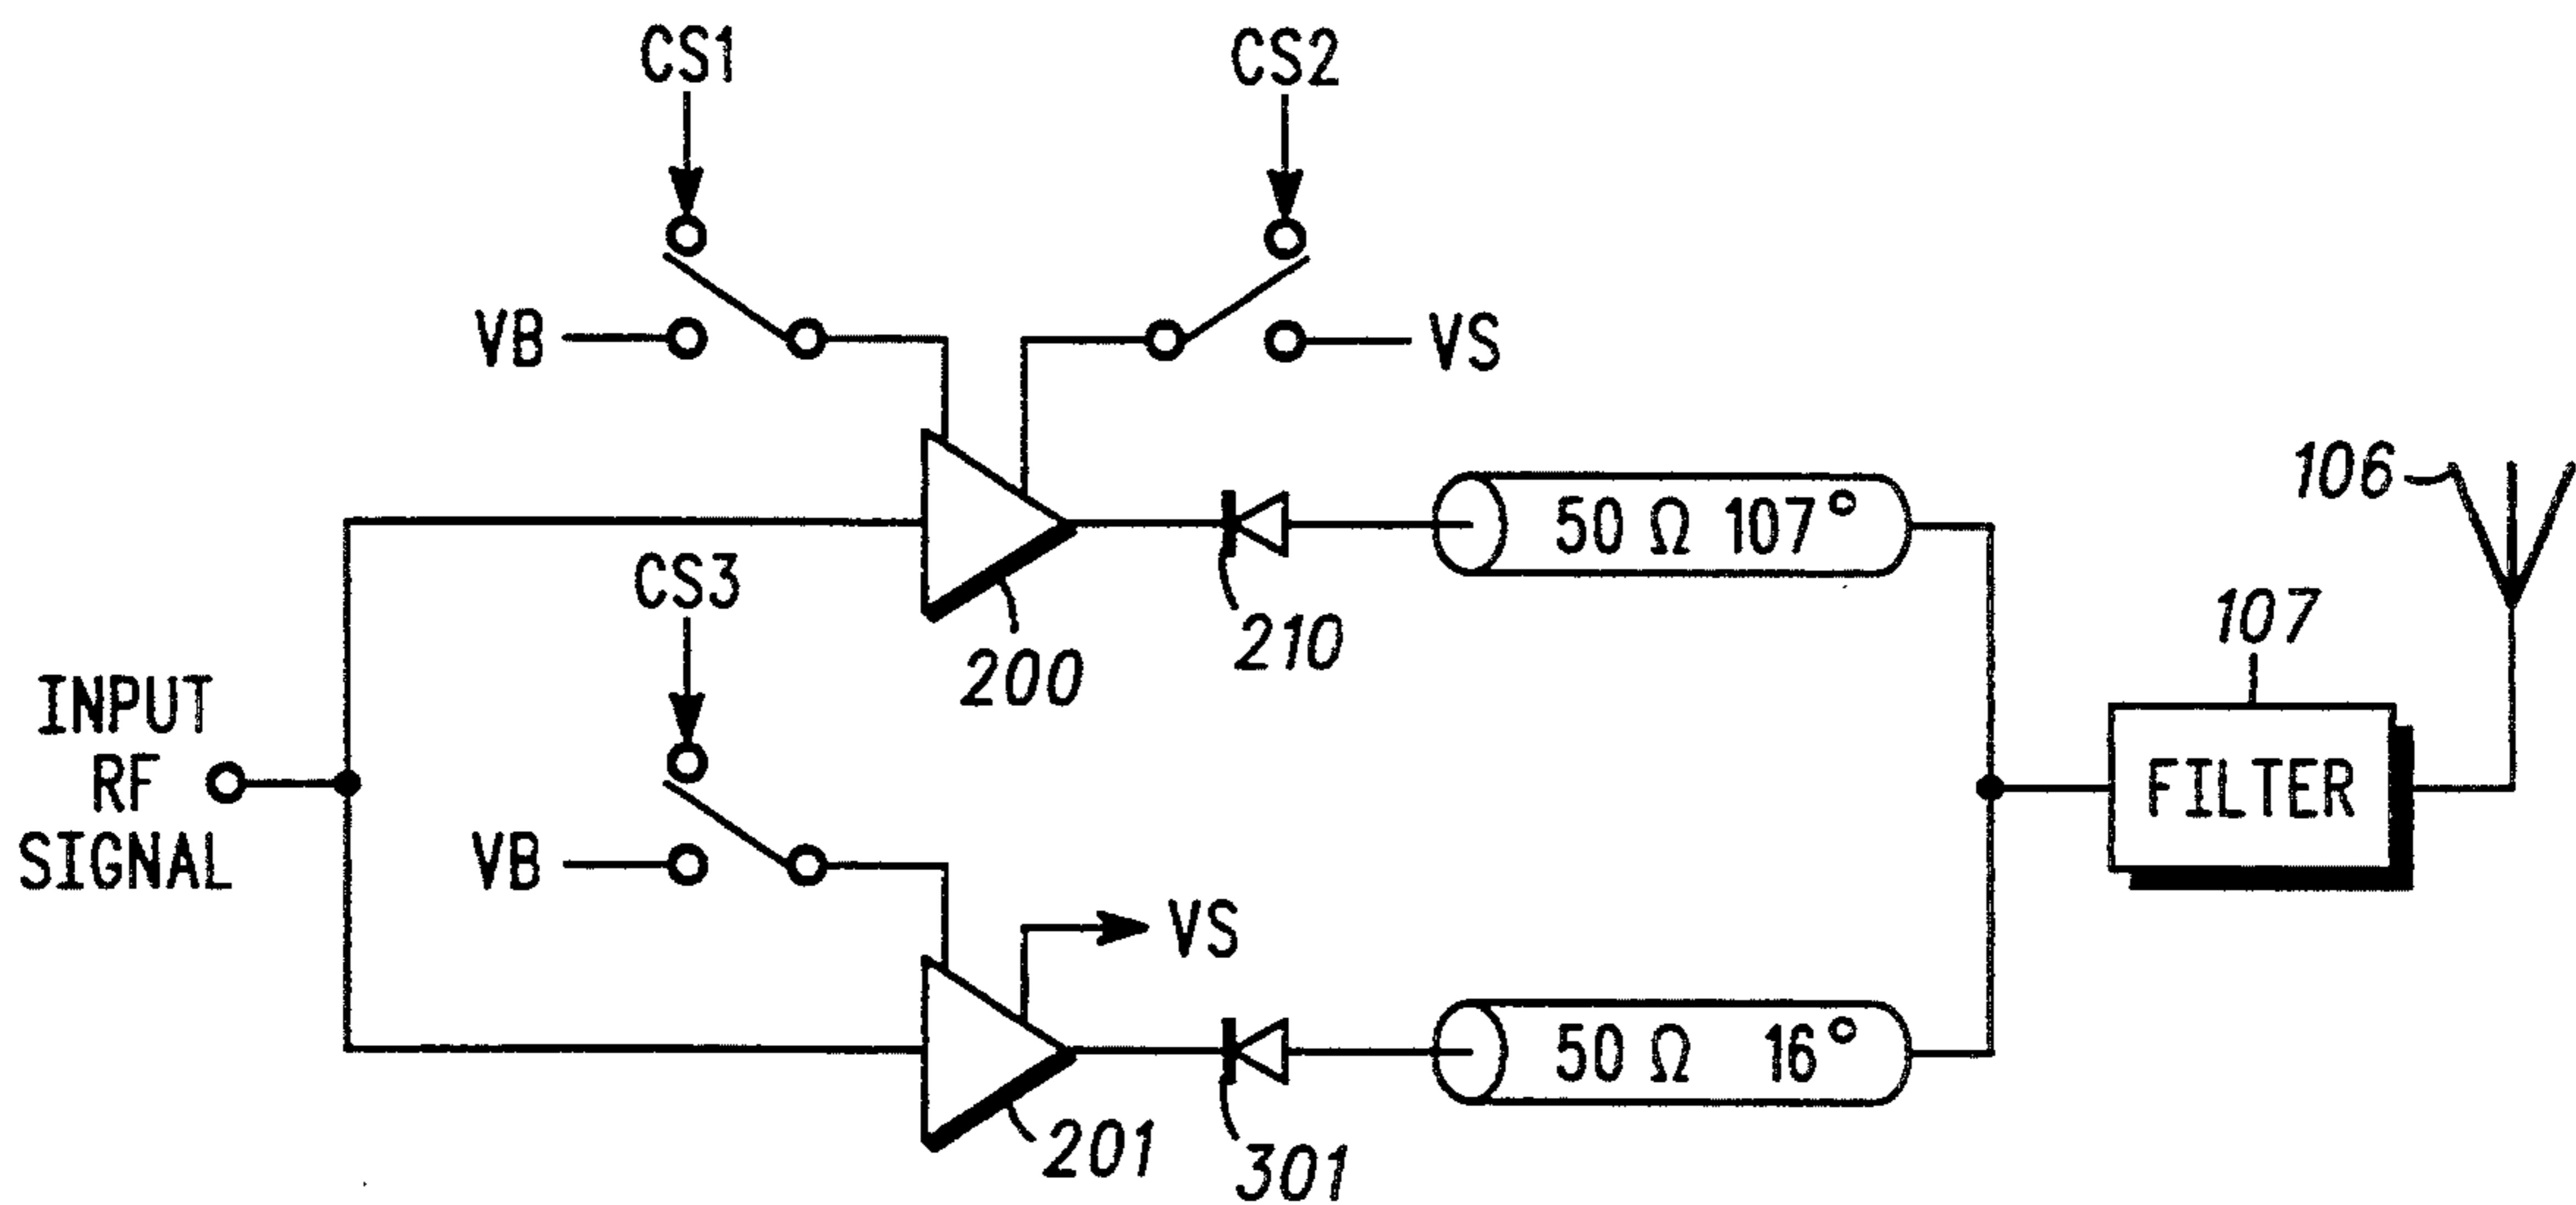 CS1
CS2
VB
VS
106
50 Ω 107°
CS3
210
107
200
INPUT
RF
SIGNAL
FILTER
VB
VS
50 Ω 16°
201
301